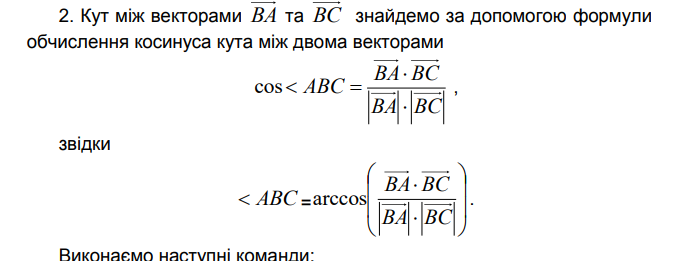 2. Кут між векторами $\overrightarrow{BA}$ та $\overrightarrow{BC}$ знайдемо за допомогою формули
обчислення косинуса кута між двома векторами
$\cos < ABC = \dfrac{\overrightarrow{BA} \cdot \overrightarrow{BC}}{\left|\overrightarrow{BA}\right| \cdot \left|\overrightarrow{BC}\right|}$ ,
звідки
$< ABC = \arccos\left(\dfrac{\overrightarrow{BA} \cdot \overrightarrow{BC}}{\left|\overrightarrow{BA}\right| \cdot \left|\overrightarrow{BC}\right|}\right).$
Виконаємо наступні команди: